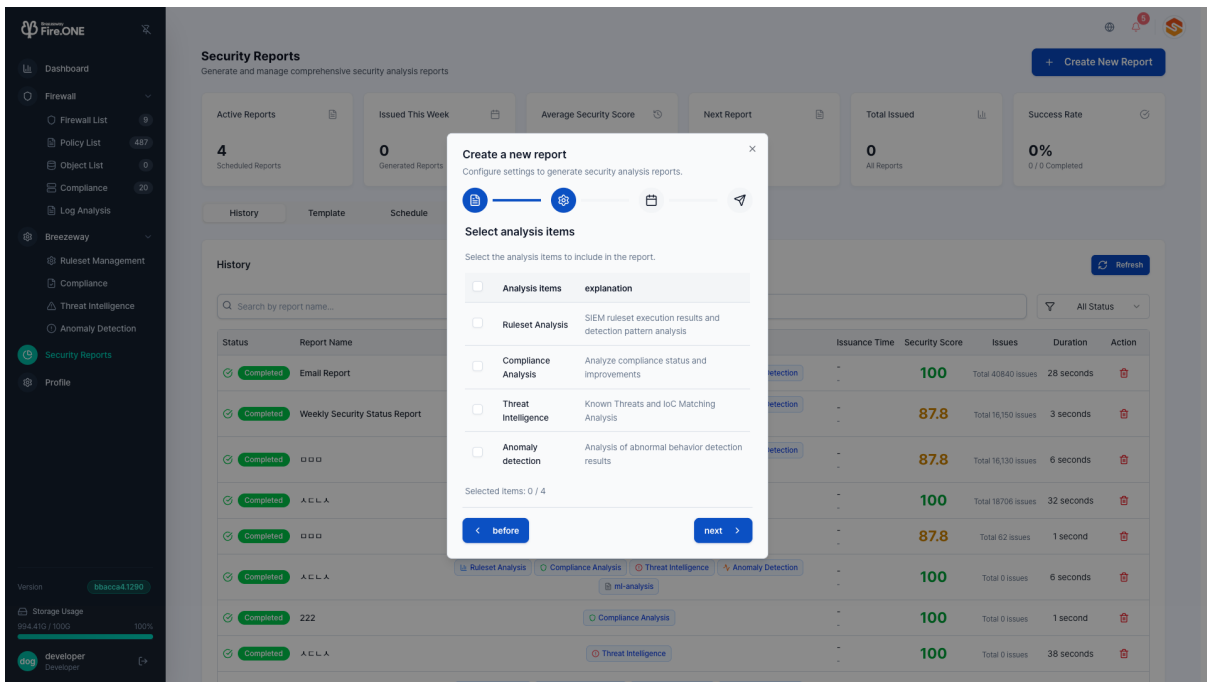 Breezeway
Fire.ONE
5
Dashboard
Firewall
Firewall List 9
Policy List 487
Object List 0
Compliance 20
Log Analysis
Breezeway
Ruleset Management
Compliance
Threat Intelligence
Anomaly Detection
Security Reports
Profile
Version bbacca4.1290
Storage Usage
994.41G / 100G 100%
dog
developer
Developer
Security Reports
Generate and manage comprehensive security analysis reports
+ Create New Report
Active Reports
4
Scheduled Reports
Issued This Week
0
Generated Reports
Average Security Score
Next Report
Total Issued
0
All Reports
Success Rate
0%
0 / 0 Completed
History Template Schedule
History
Refresh
Search by report name...
All Status
Status Report Name Issuance Time Security Score Issues Duration Action
Completed Email Report etection - - 100 Total 40840 issues 28 seconds
Completed Weekly Security Status Report etection - - 87.8 Total 16,150 issues 3 seconds
Completed ㅁㅁㅁ etection - - 87.8 Total 16,130 issues 6 seconds
Completed ㅅㄷㄴㅅ - - 100 Total 18706 issues 32 seconds
Completed ㅁㅁㅁ - - 87.8 Total 62 issues 1 second
Completed ㅅㄷㄴㅅ Ruleset Analysis Compliance Analysis Threat Intelligence Anomaly Detection - - 100 Total 0 issues 6 seconds
ml-analysis
Completed 222 Compliance Analysis - - 100 Total 0 issues 1 second
Completed ㅅㄷㄴㅅ Threat Intelligence - - 100 Total 0 issues 38 seconds
Create a new report
Configure settings to generate security analysis reports.
Select analysis items
Select the analysis items to include in the report.
Analysis items explanation
Ruleset Analysis
SIEM ruleset execution results and
detection pattern analysis
Compliance
Analysis
Analyze compliance status and
improvements
Threat
Intelligence
Known Threats and IoC Matching
Analysis
Anomaly
detection
Analysis of abnormal behavior detection
results
Selected items: 0 / 4
before
next